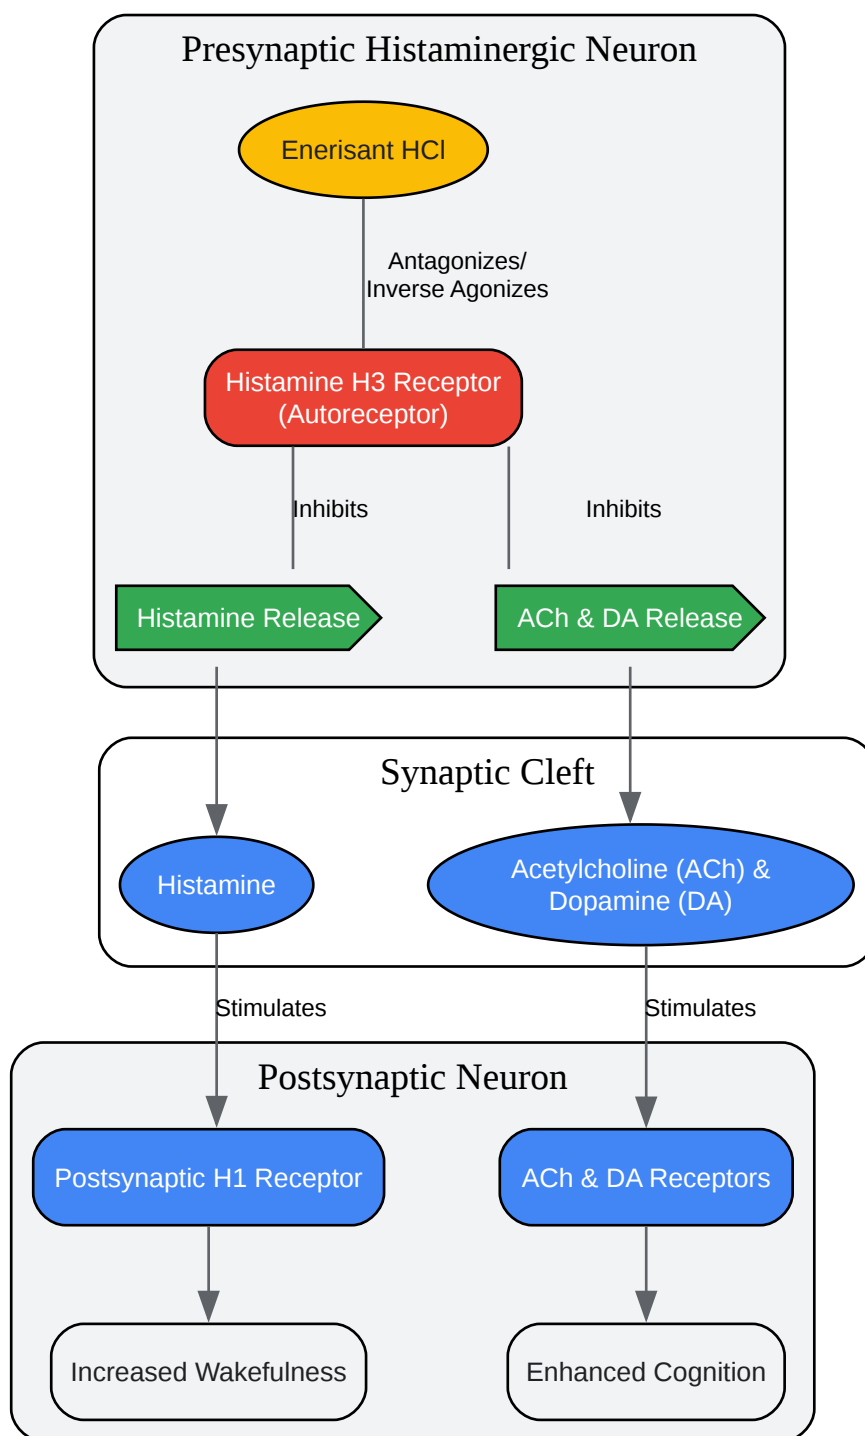 Presynaptic Histaminergic Neuron
Enerisant HCl
Antagonizes/
Inverse Agonizes
Histamine H3 Receptor
(Autoreceptor)
Inhibits
Inhibits
Histamine Release
ACh & DA Release
Synaptic Cleft
Histamine
Acetylcholine (ACh) &
Dopamine (DA)
Stimulates
Stimulates
Postsynaptic Neuron
Postsynaptic H1 Receptor
ACh & DA Receptors
Increased Wakefulness
Enhanced Cognition